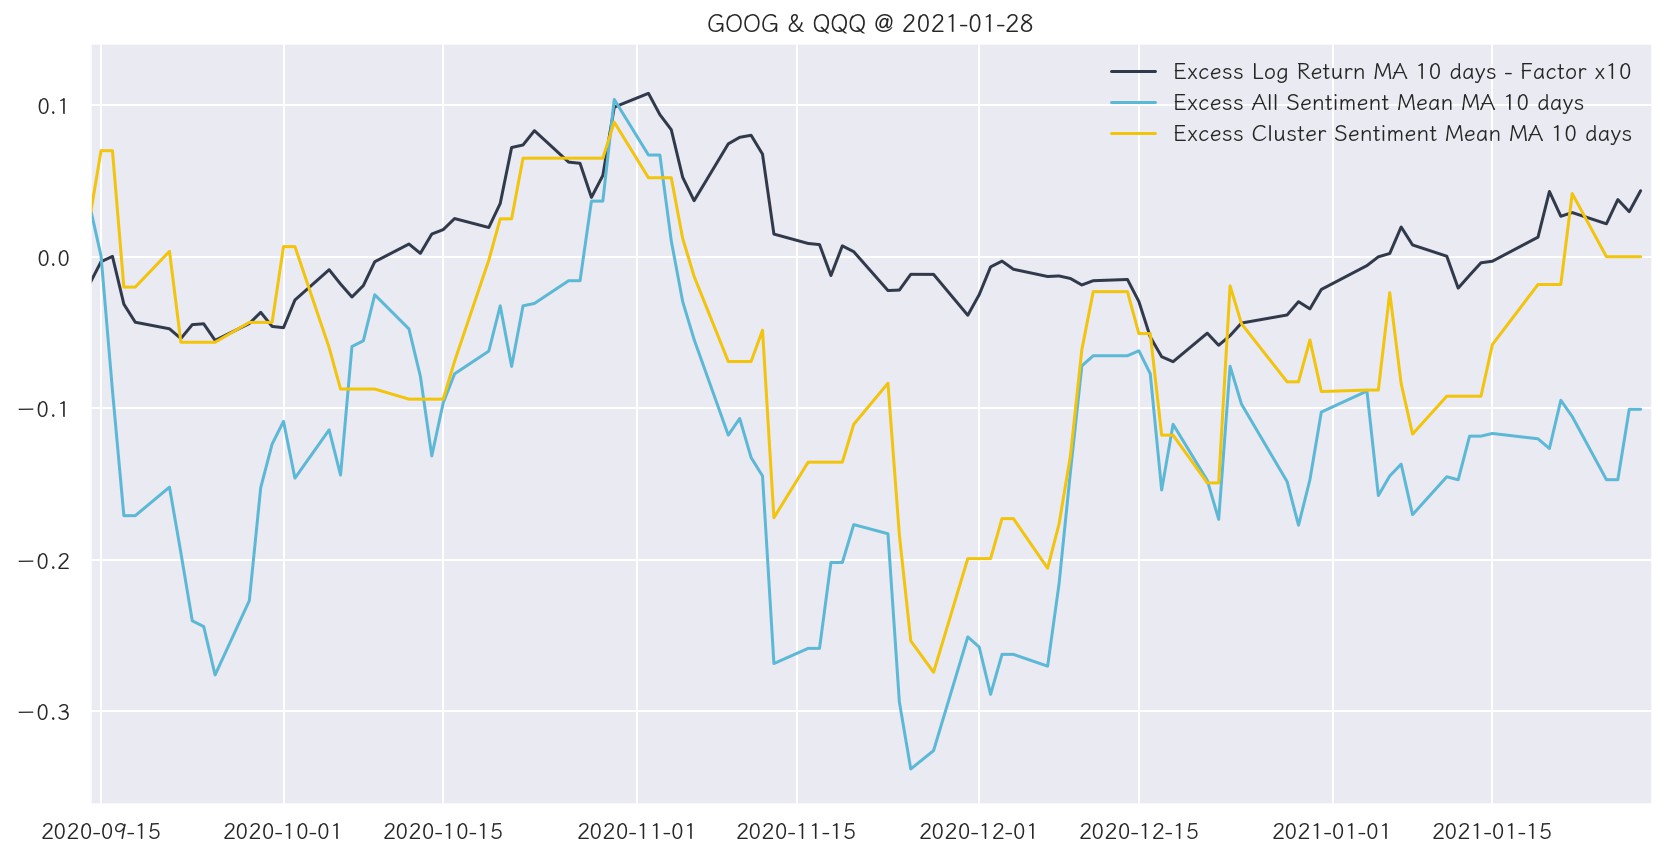 GOOG & QQQ @ 2021-01-28
Excess Log Return MA 10 days - Factor x10
Excess All Sentiment Mean MA 10 days
Excess Cluster Sentiment Mean MA 10 days
0.1
0.0
−0.1
−0.2
−0.3
2020-09-15 2020-10-01 2020-10-15 2020-11-01 2020-11-15 2020-12-01 2020-12-15 2021-01-01 2021-01-15